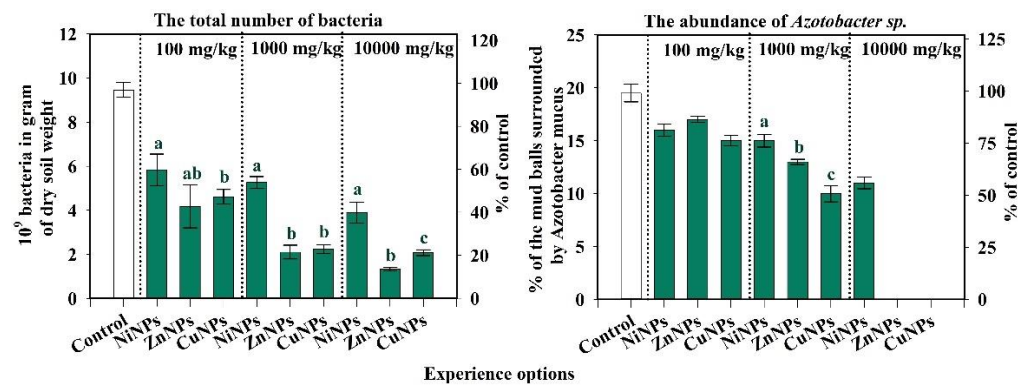 The total number of bacteria
100 mg/kg 1000 mg/kg 10000 mg/kg
12
10
8
6
4
2
0
10⁹ bacteria in gram
of dry soil weight
a
ab
b
a
b
b
a
b
c
120
100
80
60
40
20
0
% of control
Control
NiNPs
ZnNPs
CuNPs
NiNPs
ZnNPs
CuNPs
NiNPs
ZnNPs
CuNPs
The abundance of Azotobacter sp.
100 mg/kg 1000 mg/kg 10000 mg/kg
25
20
15
10
5
0
% of the mud balls surrounded
by Azotobacter mucus
a
b
c
125
100
75
50
25
0
% of control
Control
NiNPs
ZnNPs
CuNPs
NiNPs
ZnNPs
CuNPs
NiNPs
ZnNPs
CuNPs
Experience options